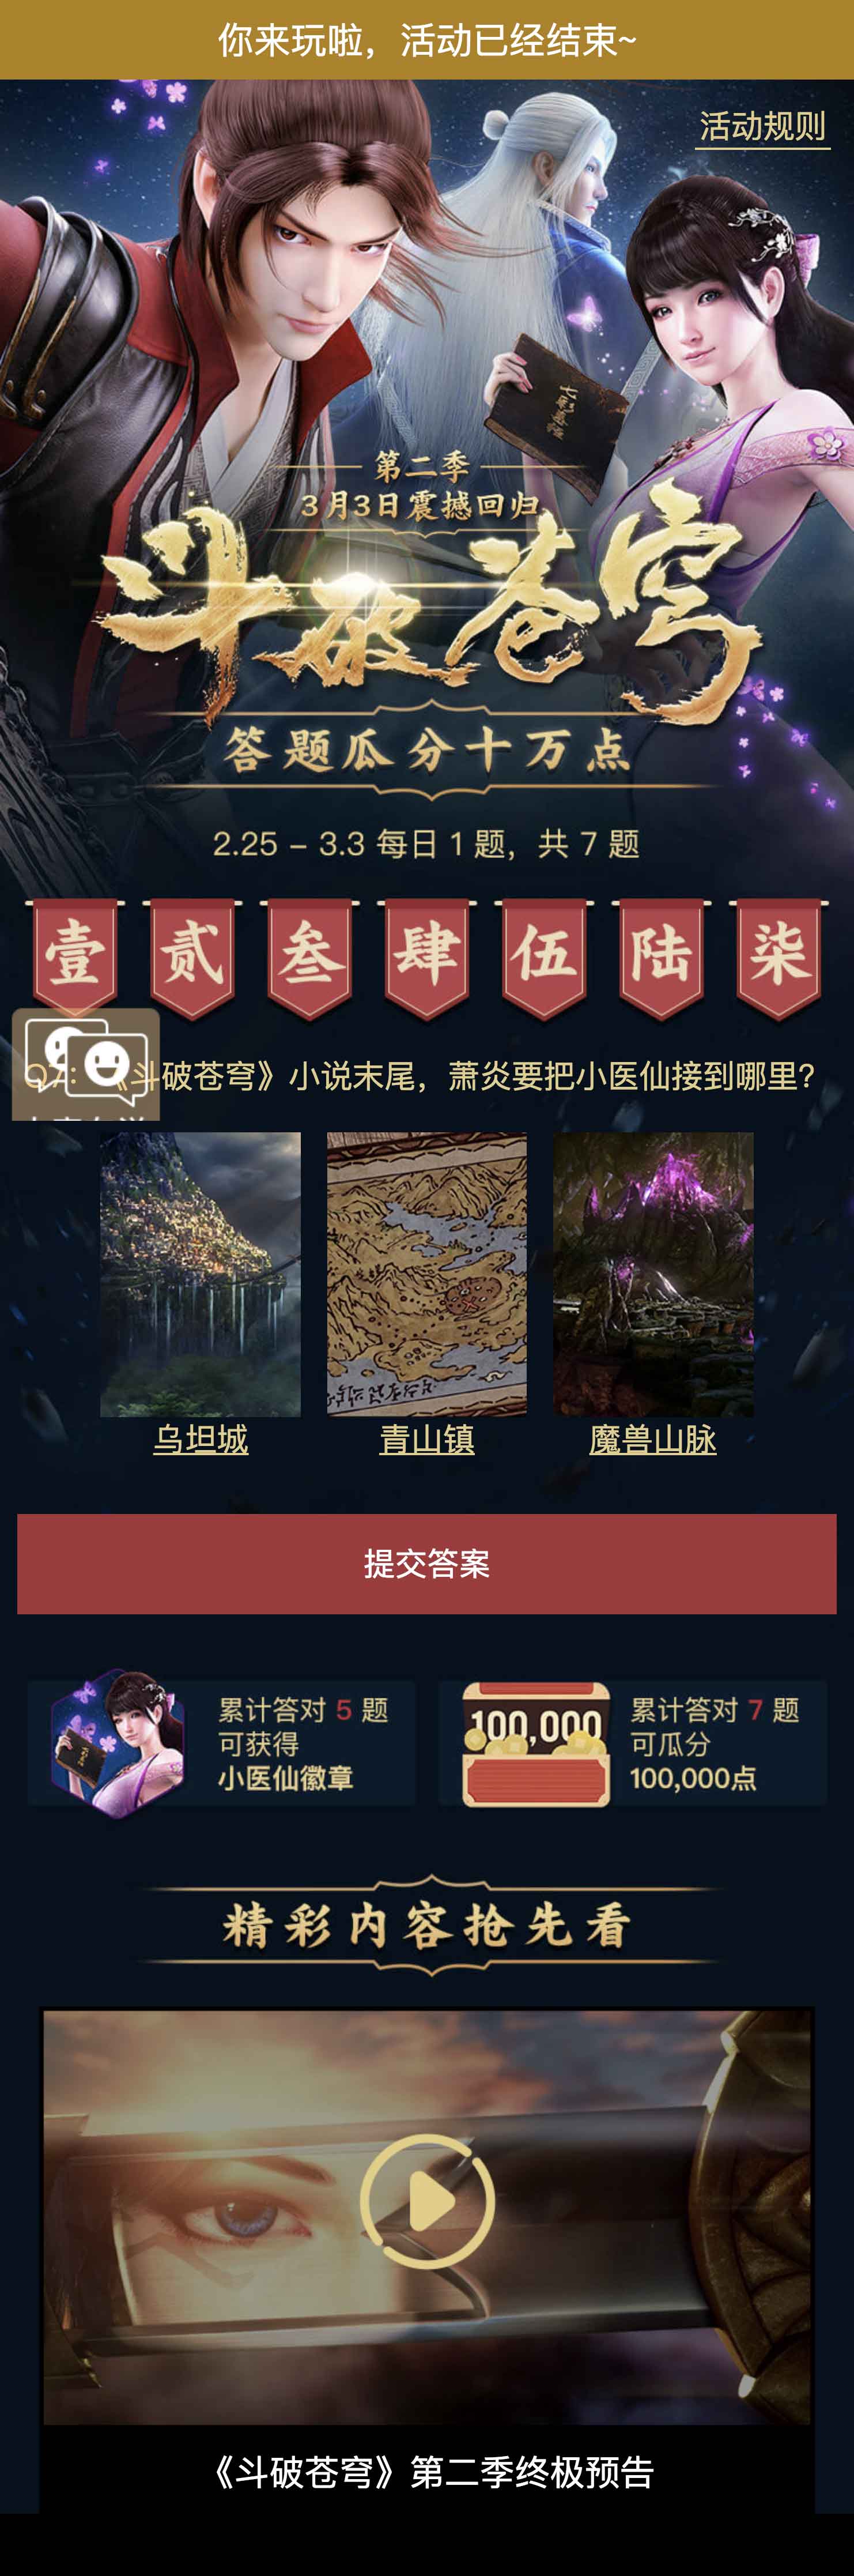 你来玩啦，活动已经结束~
活动规则
第二季
3月3日震撼回归
斗破苍穹
答题瓜分十万点
2.25 – 3.3 每日 1 题，共 7 题
壹 贰 叁 肆 伍 陆 柒
Q7：《斗破苍穹》小说末尾，萧炎要把小医仙接到哪里？
乌坦城 青山镇 魔兽山脉
提交答案
累计答对 5 题
可获得
小医仙徽章
100,000
累计答对 7 题
可瓜分
100,000点
精彩内容抢先看
《斗破苍穹》第二季终极预告